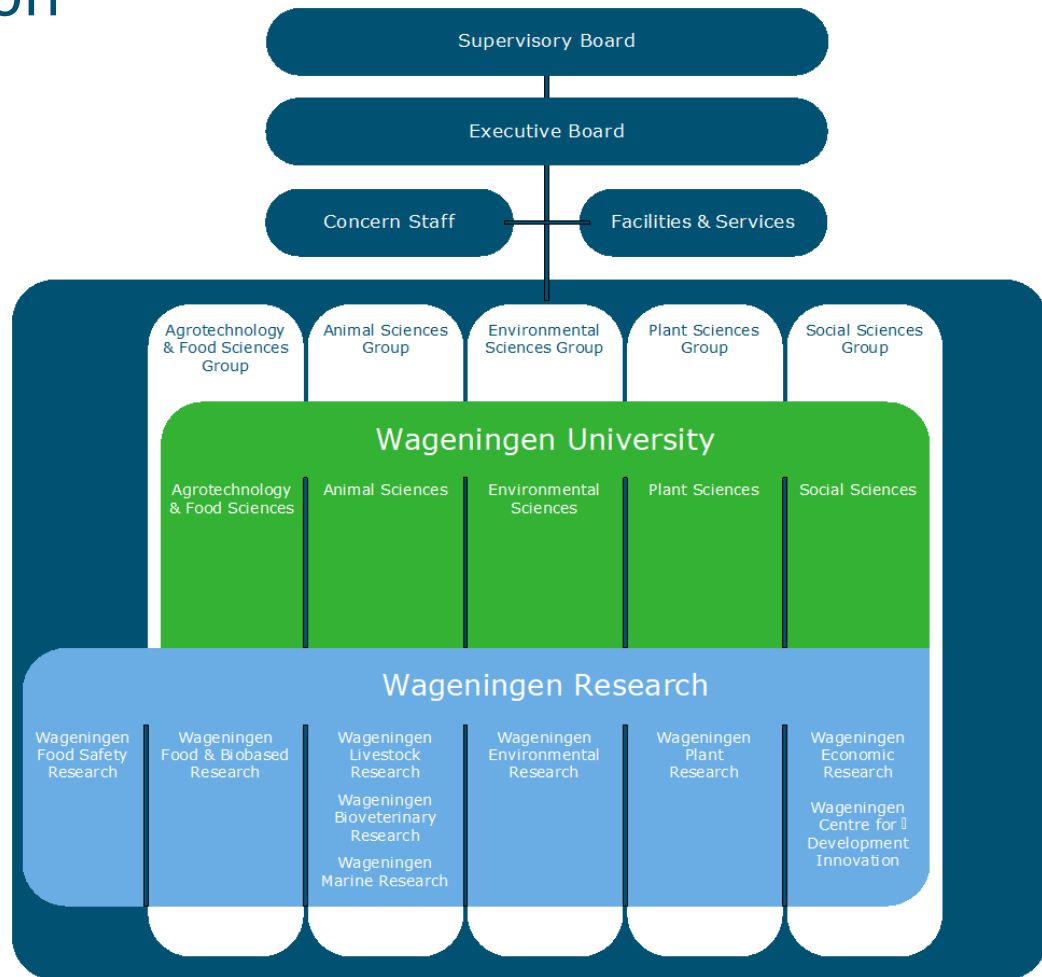 Supervisory Board
Executive Board
Concern Staff
Facilities & Services
Agrotechnology
& Food Sciences
Group
Animal Sciences
Group
Environmental
Sciences Group
Plant Sciences
Group
Social Sciences
Group
Wageningen University
Agrotechnology
& Food Sciences
Animal Sciences
Environmental
Sciences
Plant Sciences
Social Sciences
Wageningen Research
Wageningen
Food Safety
Research
Wageningen
Food & Biobased
Research
Wageningen
Livestock
Research
Wageningen
Bioveterinary
Research
Wageningen
Marine Research
Wageningen
Environmental
Research
Wageningen
Plant
Research
Wageningen
Economic
Research
Wageningen
Centre for
Development
Innovation